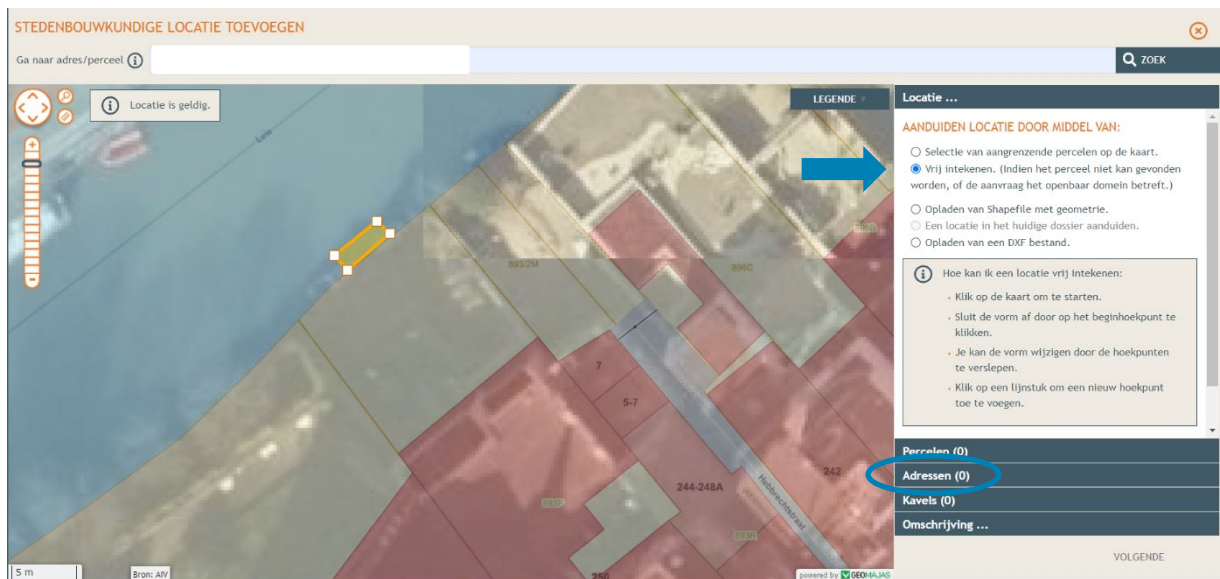 STEDENBOUWKUNDIGE LOCATIE TOEVOEGEN
Ga naar adres/perceel
ZOEK
Locatie is geldig.
LEGENDE
Leie
893/2M
896C
7
5-7
244-248A
242
Hebbrechtstraat
893P
893R
250
5 m
Bron: AIV
powered by GEOMAJAS
Locatie ...
AANDUIDEN LOCATIE DOOR MIDDEL VAN:
Selectie van aangrenzende percelen op de kaart.
Vrij intekenen. (Indien het perceel niet kan gevonden
worden, of de aanvraag het openbaar domein betreft.)
Opladen van Shapefile met geometrie.
Een locatie in het huidige dossier aanduiden.
Opladen van een DXF bestand.
Hoe kan ik een locatie vrij intekenen:
Klik op de kaart om te starten.
Sluit de vorm af door op het beginhoekpunt te
klikken.
Je kan de vorm wijzigen door de hoekpunten
te verslepen.
Klik op een lijnstuk om een nieuw hoekpunt
toe te voegen.
Percelen (0)
Adressen (0)
Kavels (0)
Omschrijving ...
VOLGENDE